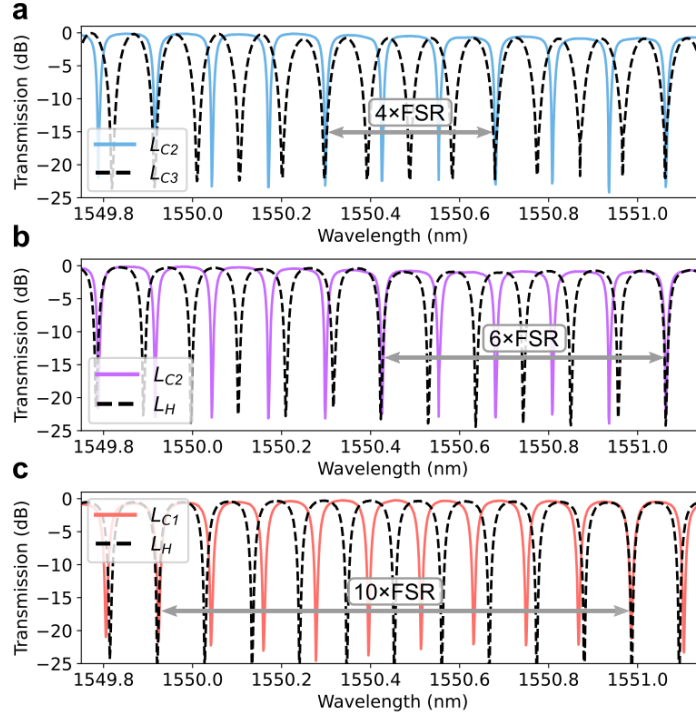 a
Transmission (dB)
0
−5
−10
−15
−20
−25
4×FSR
L_C2
L_C3
1549.8 1550.0 1550.2 1550.4 1550.6 1550.8 1551.0
Wavelength (nm)
b
Transmission (dB)
0
−5
−10
−15
−20
−25
6×FSR
L_C2
L_H
1549.8 1550.0 1550.2 1550.4 1550.6 1550.8 1551.0
Wavelength (nm)
c
Transmission (dB)
0
−5
−10
−15
−20
−25
L_C1
L_H
10×FSR
1549.8 1550.0 1550.2 1550.4 1550.6 1550.8 1551.0
Wavelength (nm)